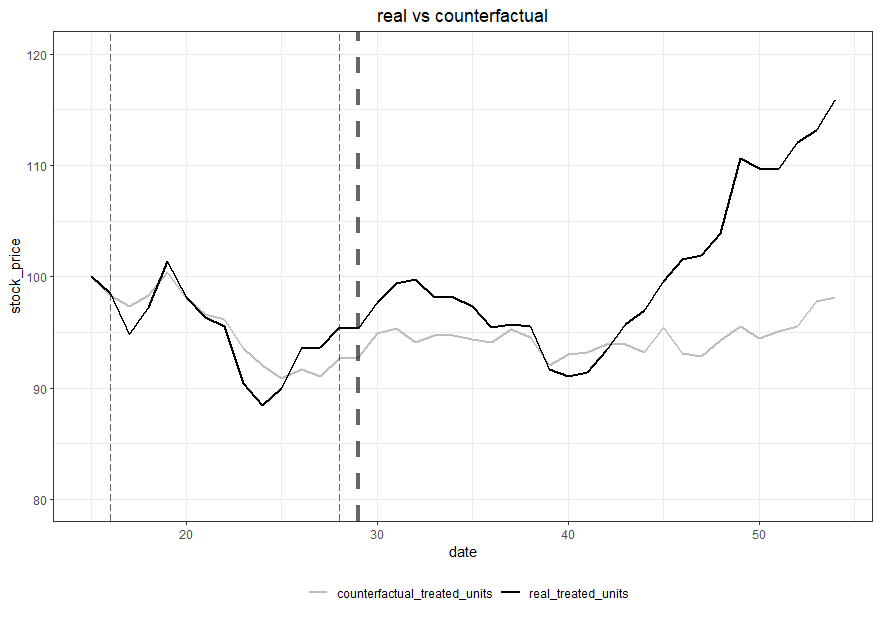 real vs counterfactual
120
110
100
90
80
stock_price
20 30 40 50
date
counterfactual_treated_units real_treated_units